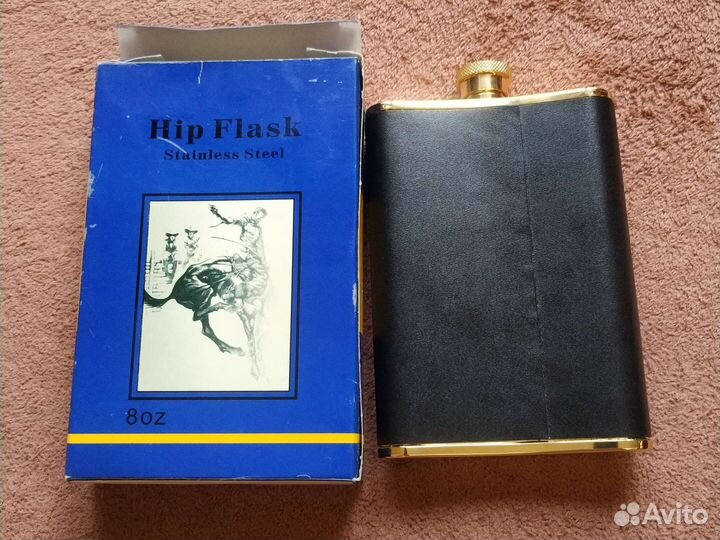 Hip Flask
Stainless Steel
8oz
Avito